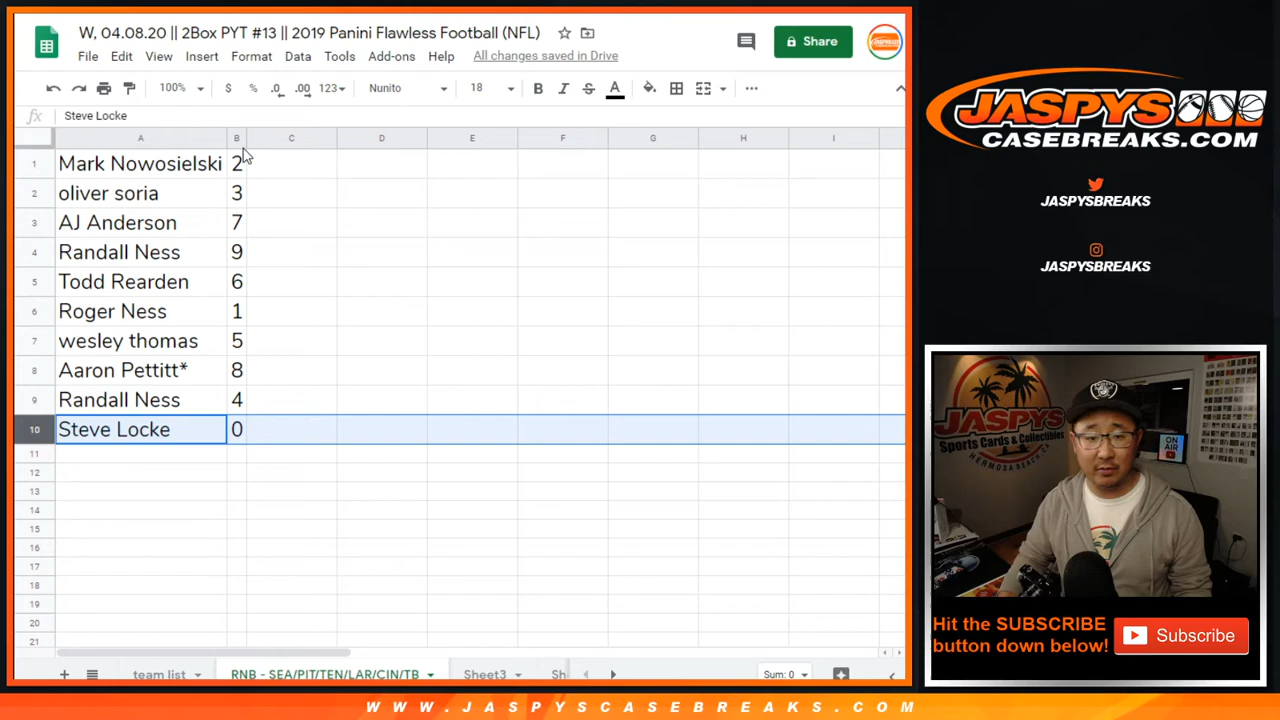 W, 04.08.20 || 2Box PYT #13 || 2019 Panini Flawless Football (NFL)
File Edit View Insert Format Data Tools Add-ons Help All changes saved in Drive
Share
100% $ % .0 .00 123 Nunito 18 B I S A
fx Steve Locke
A B C D E F G H I
1 Mark Nowosielski 2
2 oliver soria 3
3 AJ Anderson 7
4 Randall Ness 9
5 Todd Rearden 6
6 Roger Ness 1
7 wesley thomas 5
8 Aaron Pettitt* 8
9 Randall Ness 4
10 Steve Locke 0
11
12
13
14
15
16
17
18
19
20
21
team list RNB - SEA/PIT/TEN/LAR/CIN/TB Sheet3 Sh Sum: 0
JASPYS
CASEBREAKS.COM
JASPYSBREAKS
JASPYSBREAKS
JASPYS
Sports Cards & Collectibles
HERMOSA BEACH, CA
ON AIR
Hit the SUBSCRIBE
button down below!
Subscribe
WWW.JASPYSCASEBREAKS.COM